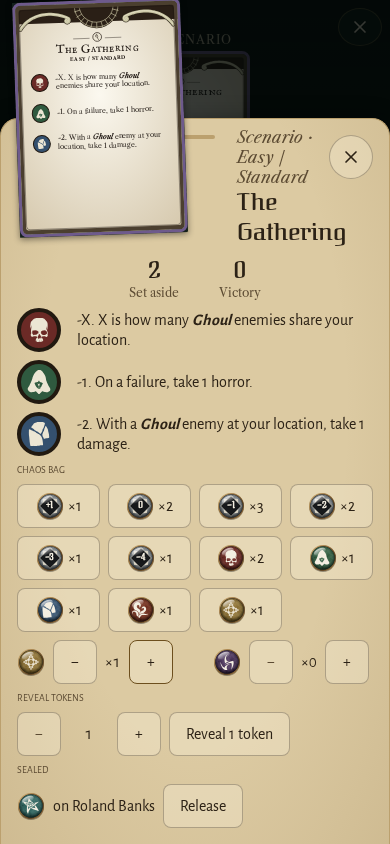 SCENARIO
The Gathering
EASY / STANDARD
-X. X is how many Ghoul
enemies share your location.
-1. On a failure, take 1 horror.
-2. With a Ghoul enemy at your
location, take 1 damage.
Scenario ·
Easy /
Standard
The
Gathering
2
Set aside
0
Victory
-X. X is how many Ghoul enemies share your
location.
-1. On a failure, take 1 horror.
-2. With a Ghoul enemy at your location, take 1
damage.
CHAOS BAG
+1 ×1
0 ×2
-1 ×3
-2 ×2
-3 ×1
-4 ×1
×2
×1
×1
×1
×1
− ×1 +
− ×0 +
REVEAL TOKENS
− 1 + Reveal 1 token
SEALED
on Roland Banks Release